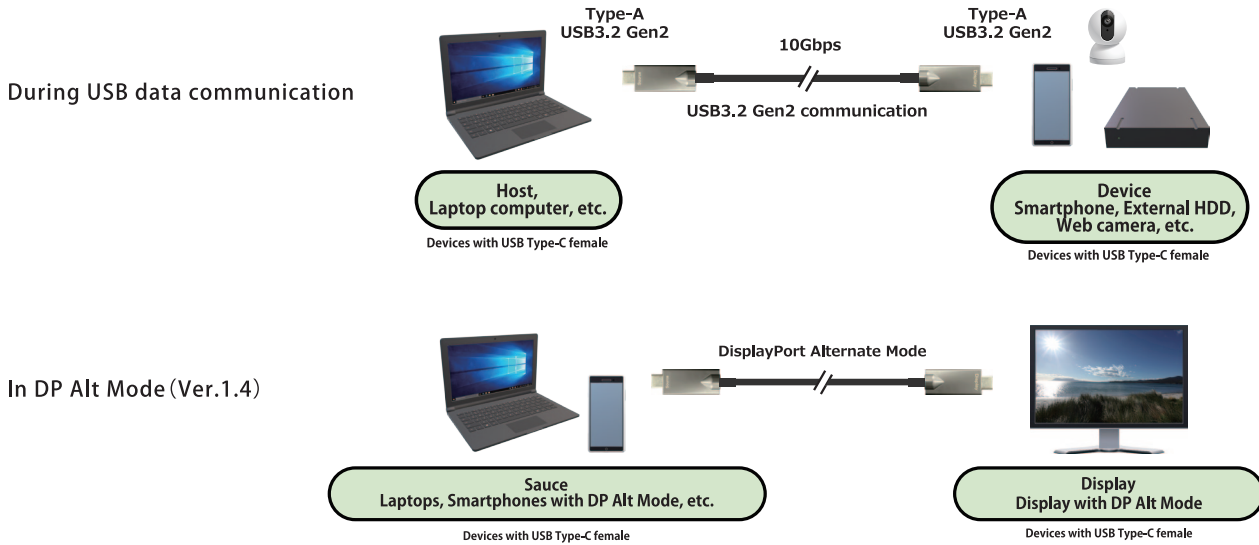 During USB data communication
Type-A
USB3.2 Gen2
10Gbps
USB3.2 Gen2 communication
Type-A
USB3.2 Gen2
Host,
Laptop computer, etc.
Devices with USB Type-C female
Device
Smartphone, External HDD,
Web camera, etc.
Devices with USB Type-C female
In DP Alt Mode(Ver.1.4)
DisplayPort Alternate Mode
Sauce
Laptops, Smartphones with DP Alt Mode, etc.
Devices with USB Type-C female
Display
Display with DP Alt Mode
Devices with USB Type-C female